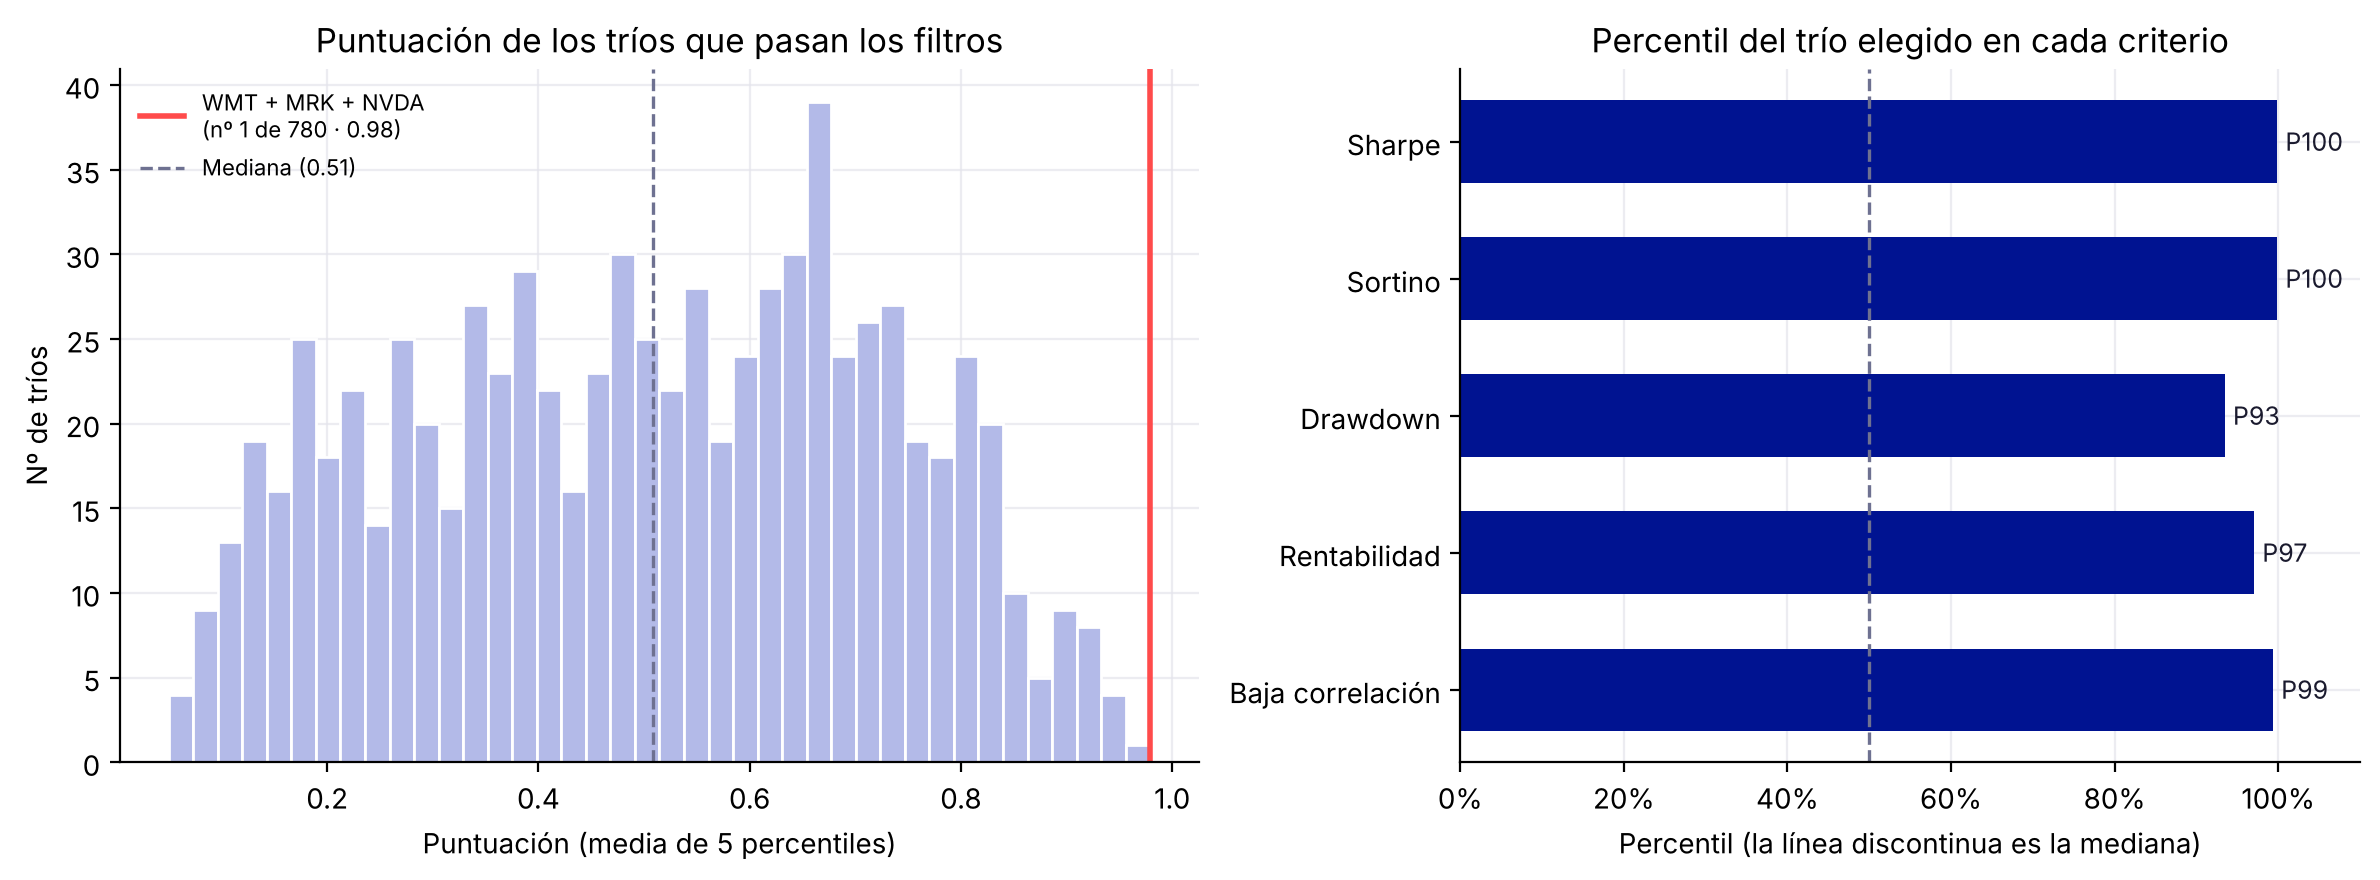 Puntuación de los tríos que pasan los filtros
WMT + MRK + NVDA
(nº 1 de 780 · 0.98)
Mediana (0.51)
Nº de tríos
40
35
30
25
20
15
10
5
0
0.2 0.4 0.6 0.8 1.0
Puntuación (media de 5 percentiles)
Percentil del trío elegido en cada criterio
Sharpe P100
Sortino P100
Drawdown P93
Rentabilidad P97
Baja correlación P99
0% 20% 40% 60% 80% 100%
Percentil (la línea discontinua es la mediana)